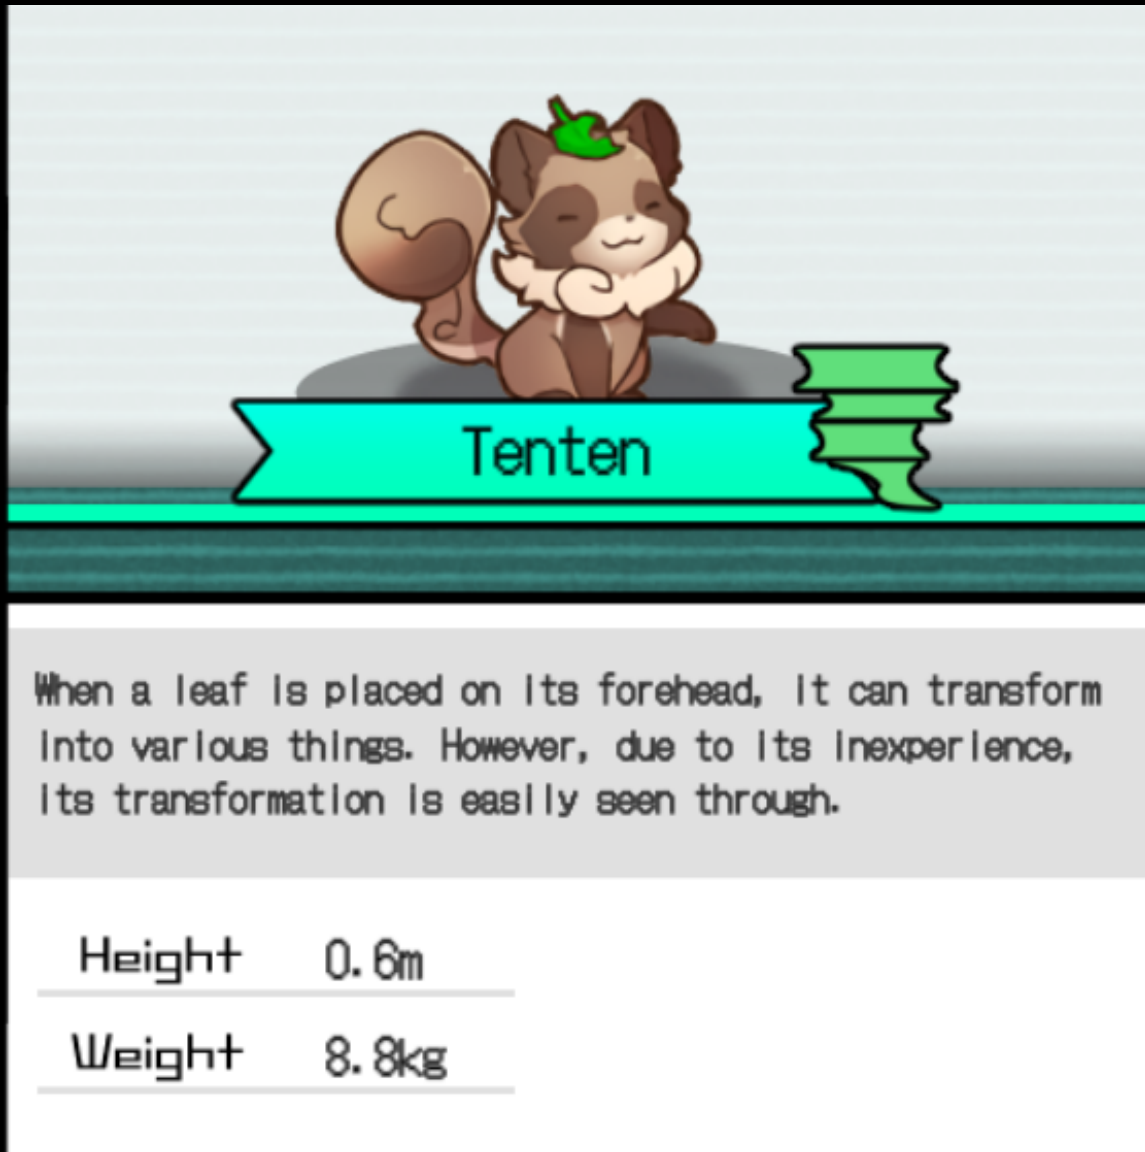 Tenten
When a leaf is placed on its forehead, it can transform
into various things. However, due to its inexperience,
its transformation is easily seen through.
Height 0.6m
Weight 8.8kg